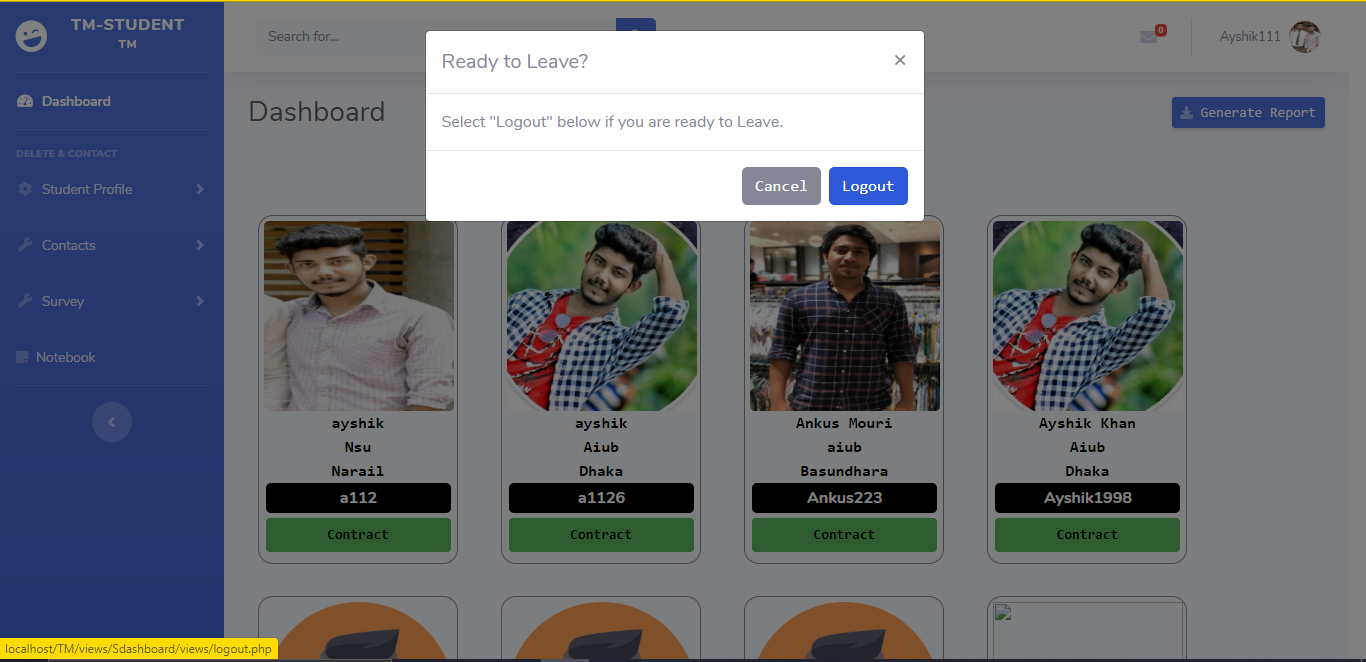 TM-STUDENT
TM
Dashboard
DELETE & CONTACT
Student Profile
Contacts
Survey
Notebook
Search for...
0
Ayshik111
Ready to Leave?
×
Select "Logout" below if you are ready to Leave.
Cancel
Logout
Dashboard
Generate Report
ayshik
Nsu
Narail
a112
Contract
ayshik
Aiub
Dhaka
a1126
Contract
Ankus Mouri
aiub
Basundhara
Ankus223
Contract
Ayshik Khan
Aiub
Dhaka
Ayshik1998
Contract
localhost/TM/views/Sdashboard/views/logout.php